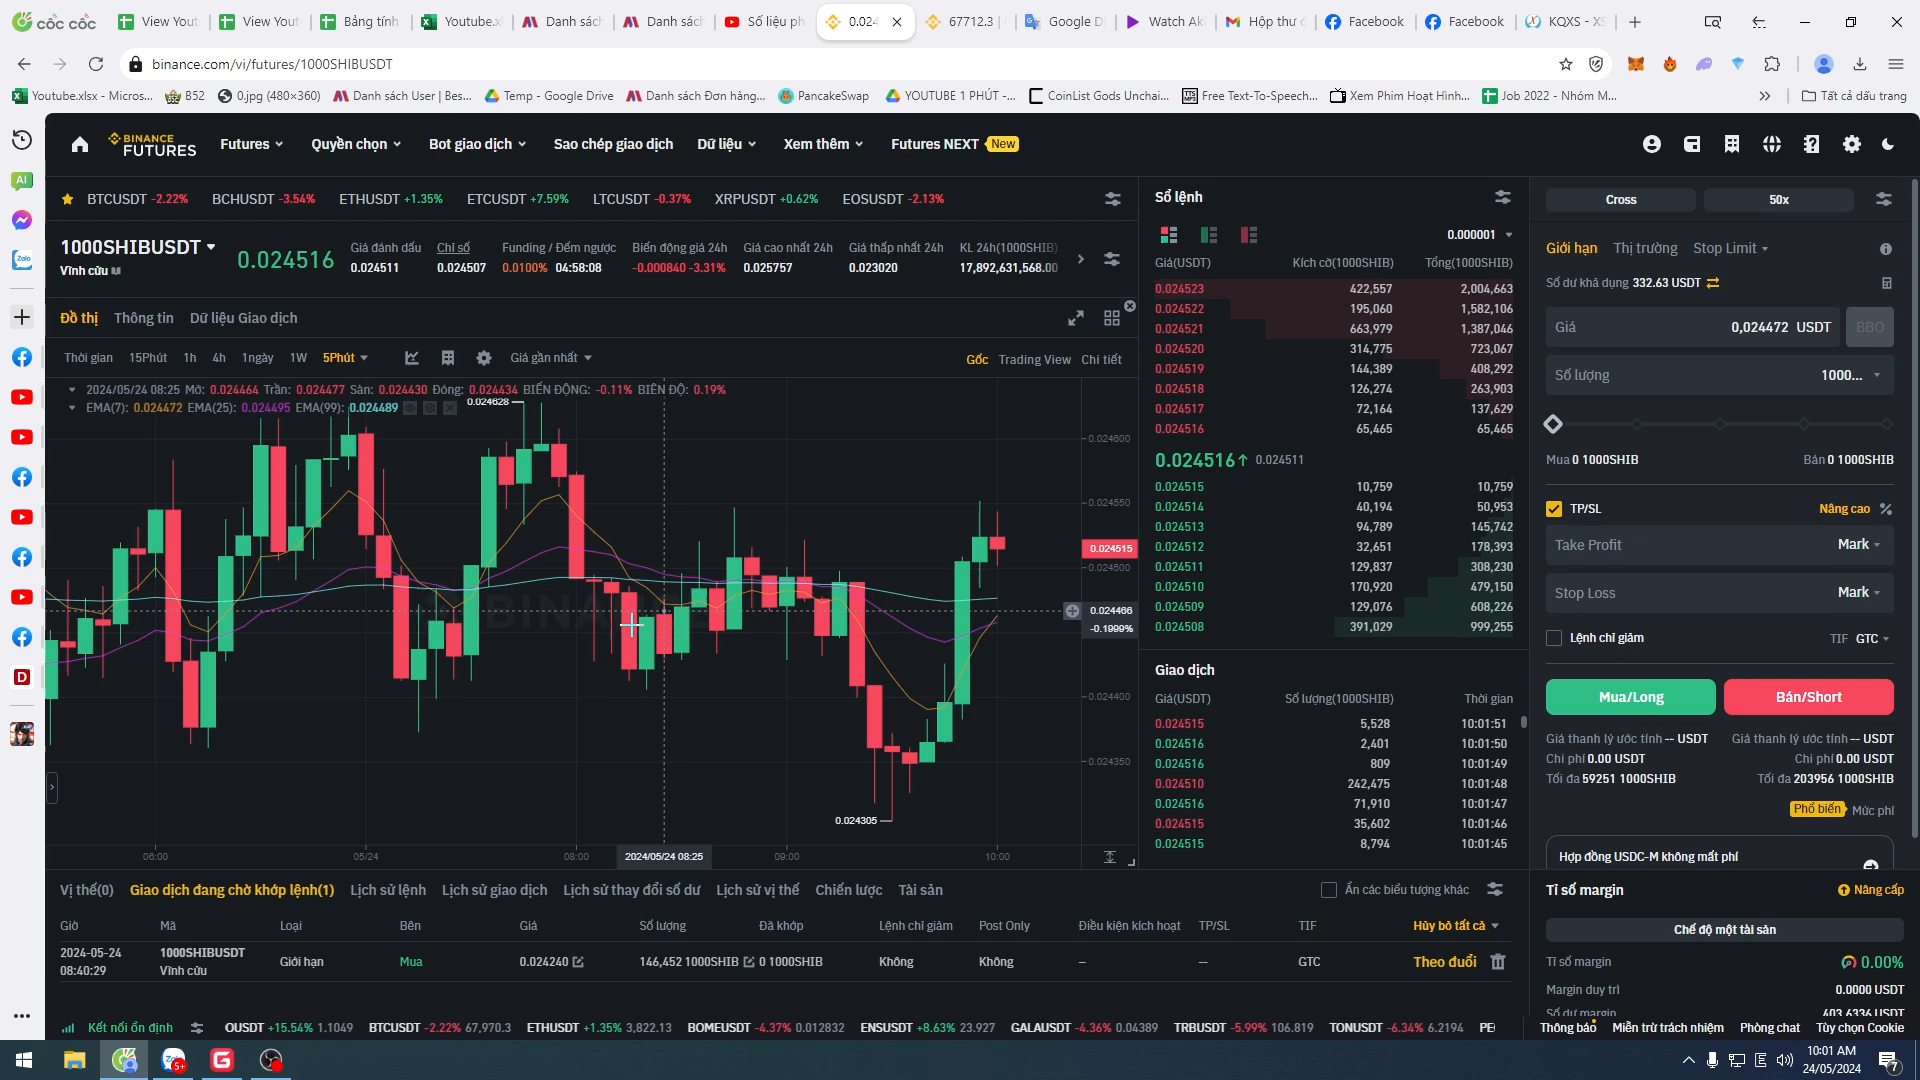 cốc cốc
View Yout
View Yout
Bảng tính
Youtube.x
Danh sách
Danh sách
Số liệu ph
0.024
67712.3
Google D
Watch Ak
Hộp thư đ
Facebook
Facebook
KQXS - XS
binance.com/vi/futures/1000SHIBUSDT
Youtube.xlsx - Micros...
B52
0.jpg (480×360)
Danh sách User | Bes...
Temp - Google Drive
Danh sách Đơn hàng...
PancakeSwap
YOUTUBE 1 PHÚT -...
CoinList Gods Unchai...
Free Text-To-Speech...
Xem Phim Hoạt Hình...
Job 2022 - Nhóm M...
Tất cả dấu trang
BINANCE FUTURES
Futures
Quyền chọn
Bot giao dịch
Sao chép giao dịch
Dữ liệu
Xem thêm
Futures NEXT New
BTCUSDT -2.22%
BCHUSDT -3.54%
ETHUSDT +1.35%
ETCUSDT +7.59%
LTCUSDT -0.37%
XRPUSDT +0.62%
EOSUSDT -2.13%
1000SHIBUSDT
Vĩnh cửu
0.024516
Giá đánh dấu
0.024511
Chỉ số
0.024507
Funding / Đếm ngược
0.0100% 04:58:08
Biến động giá 24h
-0.000840 -3.31%
Giá cao nhất 24h
0.025757
Giá thấp nhất 24h
0.023020
KL 24h(1000SHIB)
17,892,631,568.00
Đồ thị
Thông tin
Dữ liệu Giao dịch
Thời gian
15Phút
1h
4h
1ngày
1W
5Phút
Giá gần nhất
Gốc
Trading View
Chi tiết
2024/05/24 08:25 Mở: 0.024464 Trần: 0.024477 Sàn: 0.024430 Đóng: 0.024434 BIẾN ĐỘNG: -0.11% BIÊN ĐỘ: 0.19%
EMA(7): 0.024472 EMA(25): 0.024495 EMA(99): 0.024489
0.024628
0.024305
BINANCE
0.024600
0.024550
0.024515
0.024500
0.024466
-0.1999%
0.024400
0.024350
06:00
05/24
08:00
2024/05/24 08:25
09:00
10:00
Sổ lệnh
0.000001
Giá(USDT) Kích cỡ(1000SHIB) Tổng(1000SHIB)
0.024523 422,557 2,004,663
0.024522 195,060 1,582,106
0.024521 663,979 1,387,046
0.024520 314,775 723,067
0.024519 144,389 408,292
0.024518 126,274 263,903
0.024517 72,164 137,629
0.024516 65,465 65,465
0.024516↑ 0.024511
0.024515 10,759 10,759
0.024514 40,194 50,953
0.024513 94,789 145,742
0.024512 32,651 178,393
0.024511 129,837 308,230
0.024510 170,920 479,150
0.024509 129,076 608,226
0.024508 391,029 999,255
Giao dịch
Giá(USDT) Số lượng(1000SHIB) Thời gian
0.024515 5,528 10:01:51
0.024516 2,401 10:01:50
0.024516 809 10:01:49
0.024510 242,475 10:01:48
0.024516 71,910 10:01:47
0.024515 35,602 10:01:46
0.024515 8,794 10:01:45
Cross
50x
Giới hạn
Thị trường
Stop Limit
Số dư khả dụng 332.63 USDT
Giá 0,024472 USDT
BBO
Số lượng 1000...
Mua 0 1000SHIB
Bán 0 1000SHIB
TP/SL
Nâng cao
Take Profit Mark
Stop Loss Mark
Lệnh chỉ giảm
TIF GTC
Mua/Long
Bán/Short
Giá thanh lý ước tính -- USDT
Giá thanh lý ước tính -- USDT
Chi phí 0.00 USDT
Chi phí 0.00 USDT
Tối đa 59251 1000SHIB
Tối đa 203956 1000SHIB
Phổ biến
Mức phí
Hợp đồng USDC-M không mất phí
Vị thế(0)
Giao dịch đang chờ khớp lệnh(1)
Lịch sử lệnh
Lịch sử giao dịch
Lịch sử thay đổi số dư
Lịch sử vị thế
Chiến lược
Tài sản
Ẩn các biểu tượng khác
Giờ Mã Loại Bên Giá Số lượng Đã khớp Lệnh chỉ giảm Post Only Điều kiện kích hoạt TP/SL TIF Hủy bỏ tất cả
2024-05-24
08:40:29
1000SHIBUSDT
Vĩnh cửu
Giới hạn
Mua
0.024240
146,452 1000SHIB
0 1000SHIB
Không
Không
–
--
GTC
Theo đuổi
Tỉ số margin
Nâng cấp
Chế độ một tài sản
Tỉ số margin 0.00%
Margin duy trì 0.0000 USDT
Số dư margin 403.6336 USDT
Kết nối ổn định
OUSDT +15.54% 1.1049
BTCUSDT -2.22% 67,970.3
ETHUSDT +1.35% 3,822.13
BOMEUSDT -4.37% 0.012832
ENSUSDT +8.63% 23.927
GALAUSDT -4.36% 0.04389
TRBUSDT -5.99% 106.819
TONUSDT -6.34% 6.2194
Thông báo
Miễn trừ trách nhiệm
Phòng chat
Tùy chọn Cookie
10:01 AM
24/05/2024